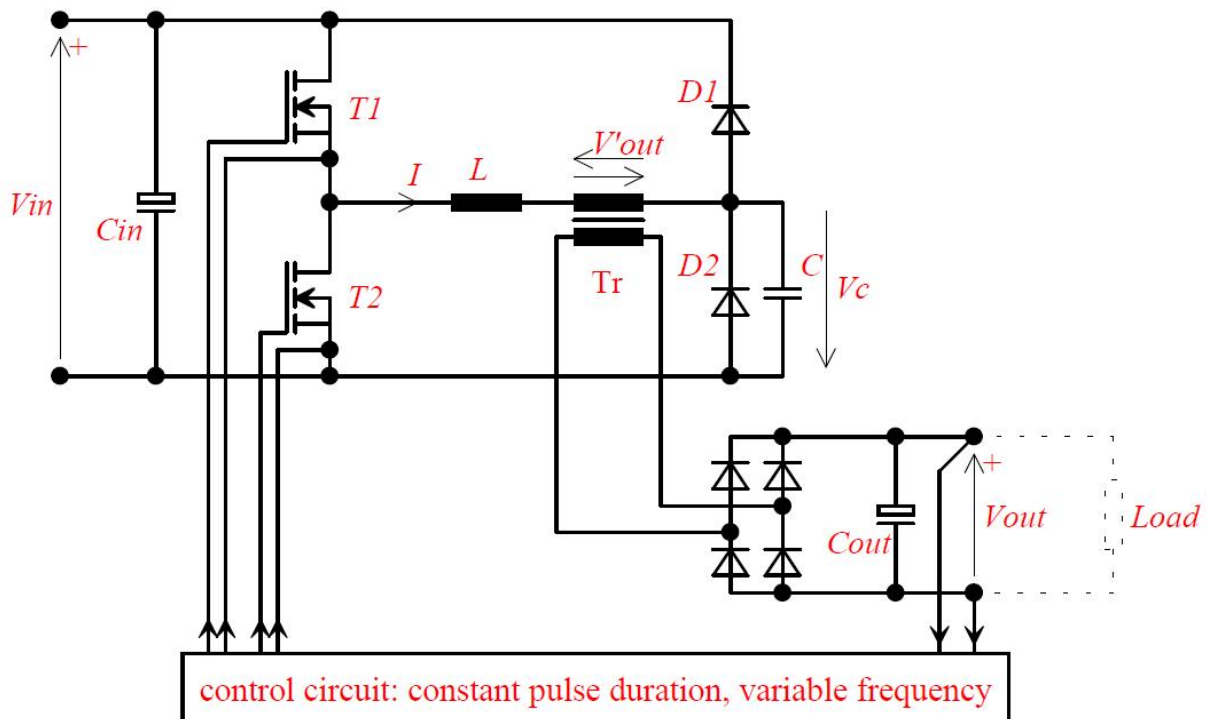 +
T1
D1
V'out
I
L
Vin
Cin
D2
C
Vc
Tr
T2
+
Vout
Load
Cout
control circuit: constant pulse duration, variable frequency